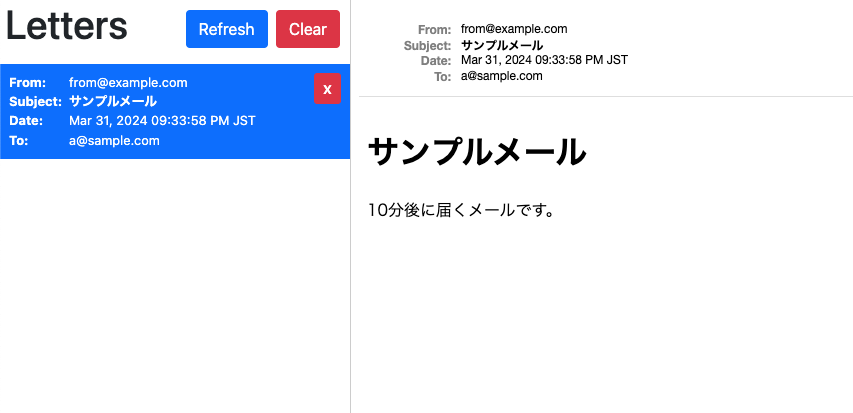 Letters
Refresh
Clear
From: from@example.com
x
Subject: サンプルメール
Date: Mar 31, 2024 09:33:58 PM JST
To: a@sample.com
From: from@example.com
Subject: サンプルメール
Date: Mar 31, 2024 09:33:58 PM JST
To: a@sample.com
サンプルメール
10分後に届くメールです。